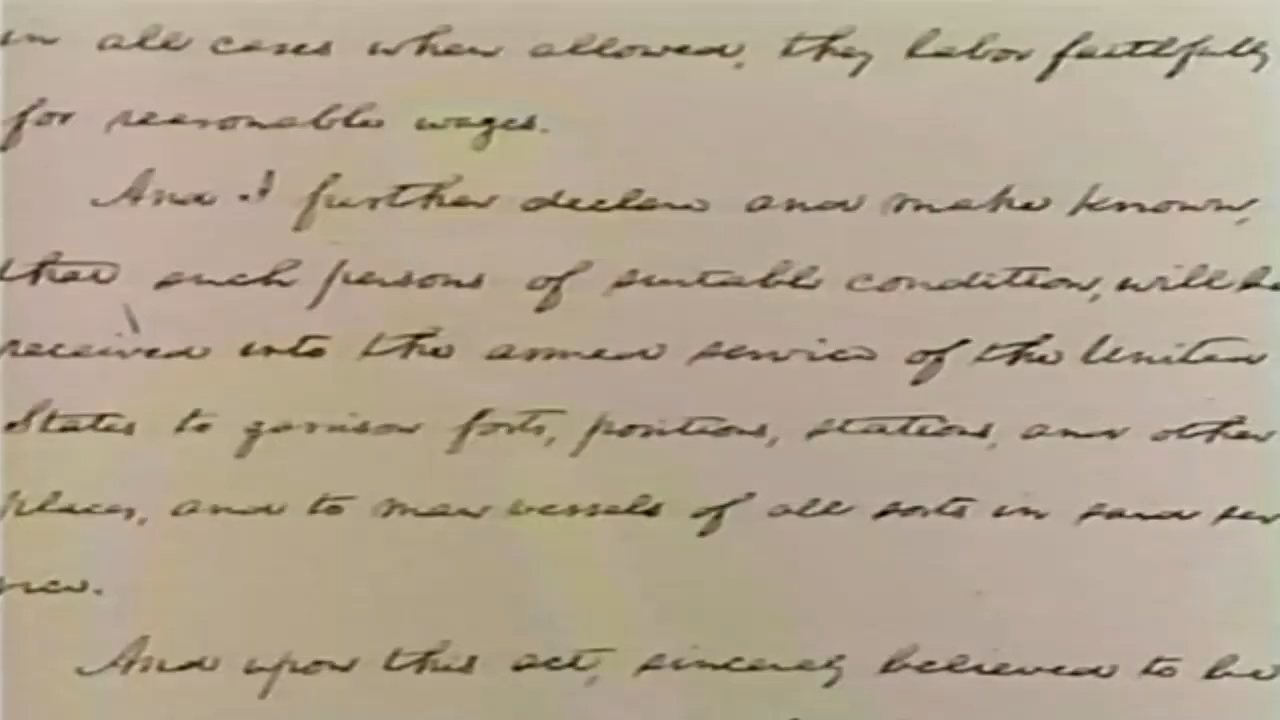 in all cases when allowed, they labor faithfully
for reasonable wages.
And I further declare and make known,
that such persons of suitable condition, will be
received into the armed service of the United
States to garrison forts, positions, stations, and other
places, and to man vessels of all sorts in said ser
vice.
And upon this act, sincerely believed to be